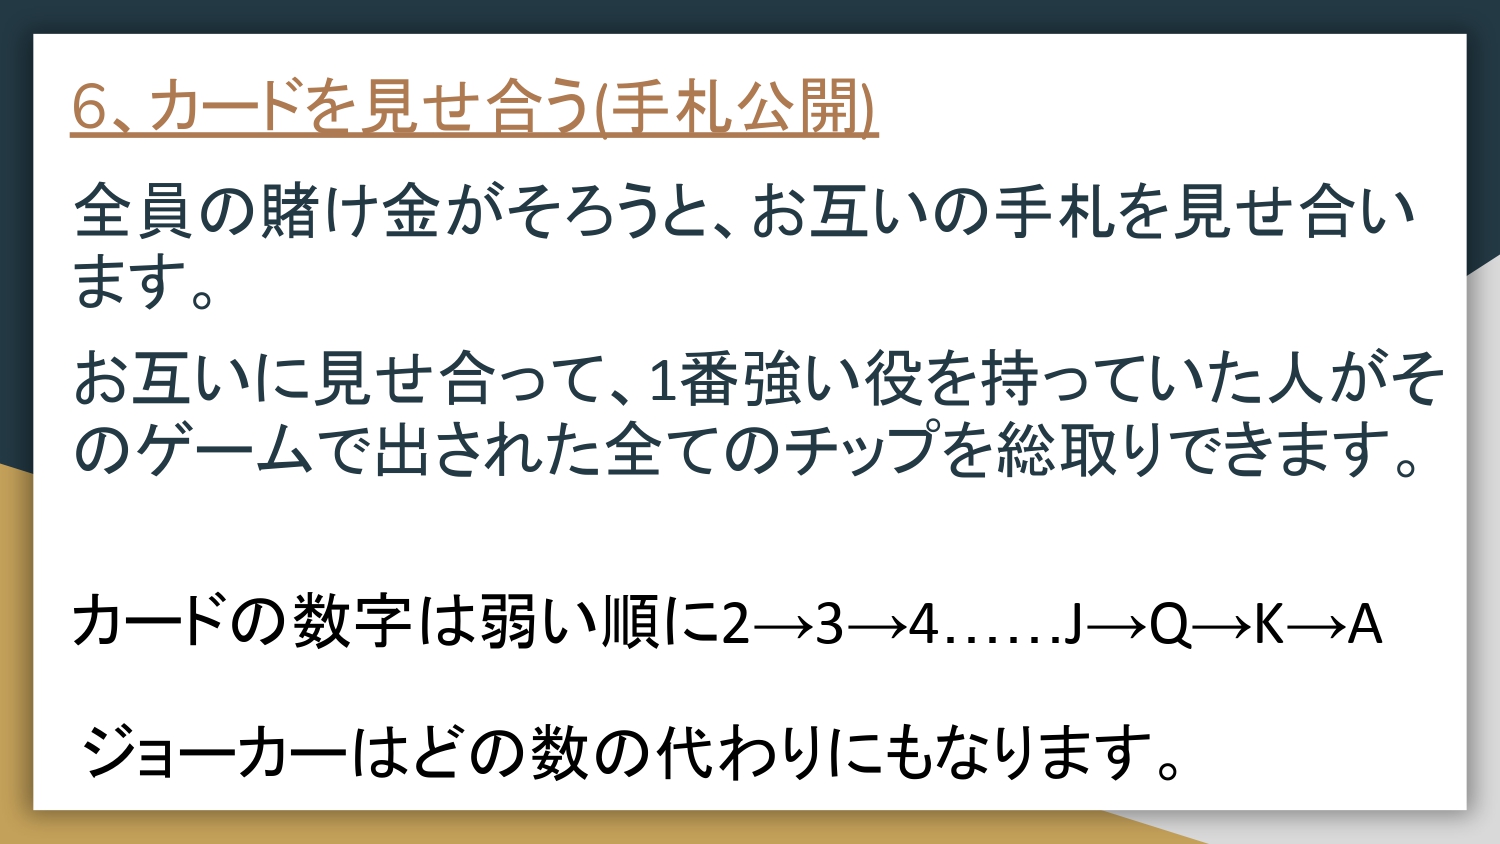 6、カードを見せ合う(手札公開)
全員の賭け金がそろうと、お互いの手札を見せ合い
ます。
お互いに見せ合って、1番強い役を持っていた人がそ
のゲームで出された全てのチップを総取りできます。
カードの数字は弱い順に2→3→4……J→Q→K→A
ジョーカーはどの数の代わりにもなります。